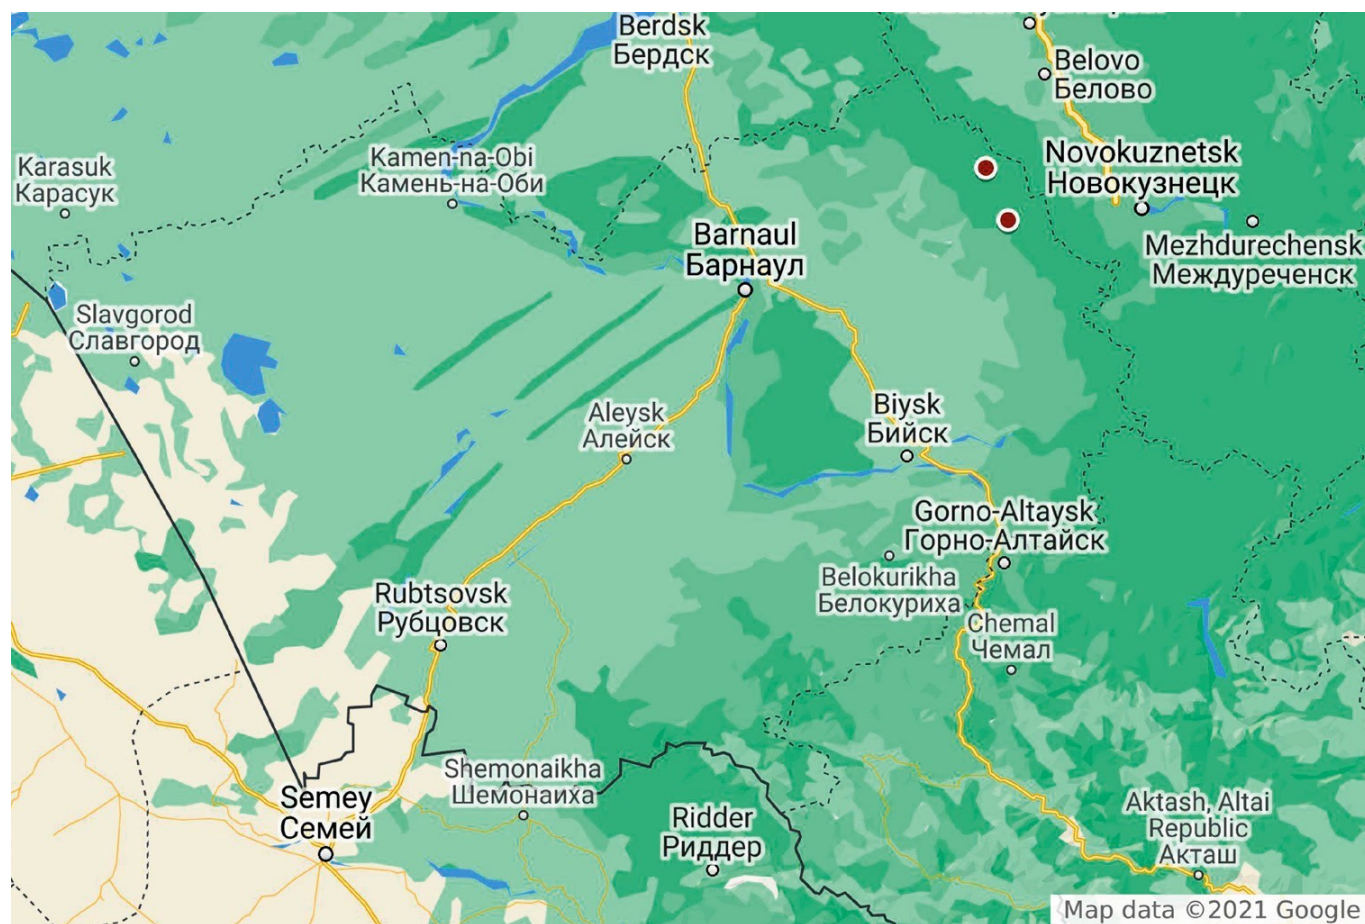 Berdsk
Бердск
Belovo
Белово
Karasuk
Карасук
Kamen-na-Obi
Камень-на-Оби
Novokuznetsk
Новокузнецк
Barnaul
Барнаул
Mezhdurechensk
Междуреченск
Slavgorod
Славгород
Aleysk
Алейск
Biysk
Бийск
Gorno-Altaysk
Горно-Алтайск
Belokurikha
Белокуриха
Rubtsovsk
Рубцовск
Chemal
Чемал
Shemonaikha
Шемонаиха
Semey
Семей
Ridder
Риддер
Aktash, Altai
Republic
Акташ
Map data ©2021 Google